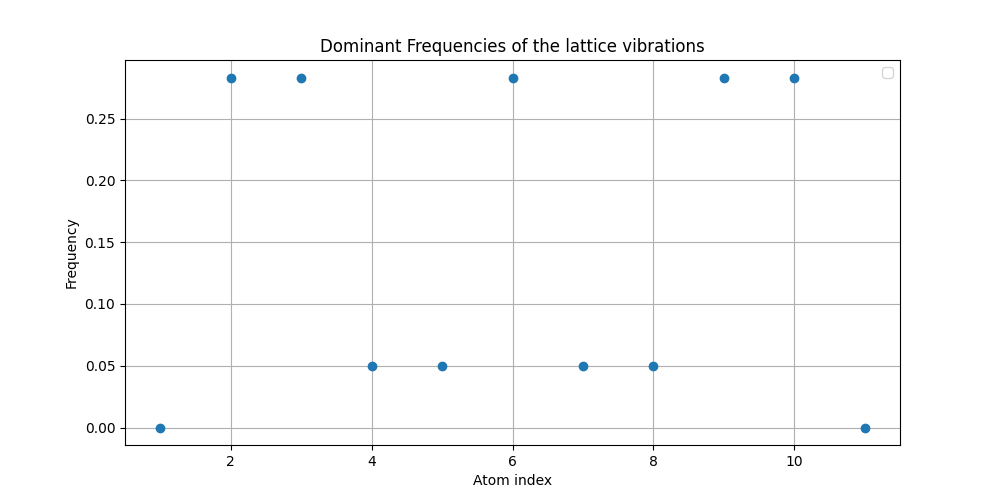 Dominant Frequencies of the lattice vibrations
0.25
0.20
0.15
0.10
0.05
0.00
Frequency
2 4 6 8 10
Atom index